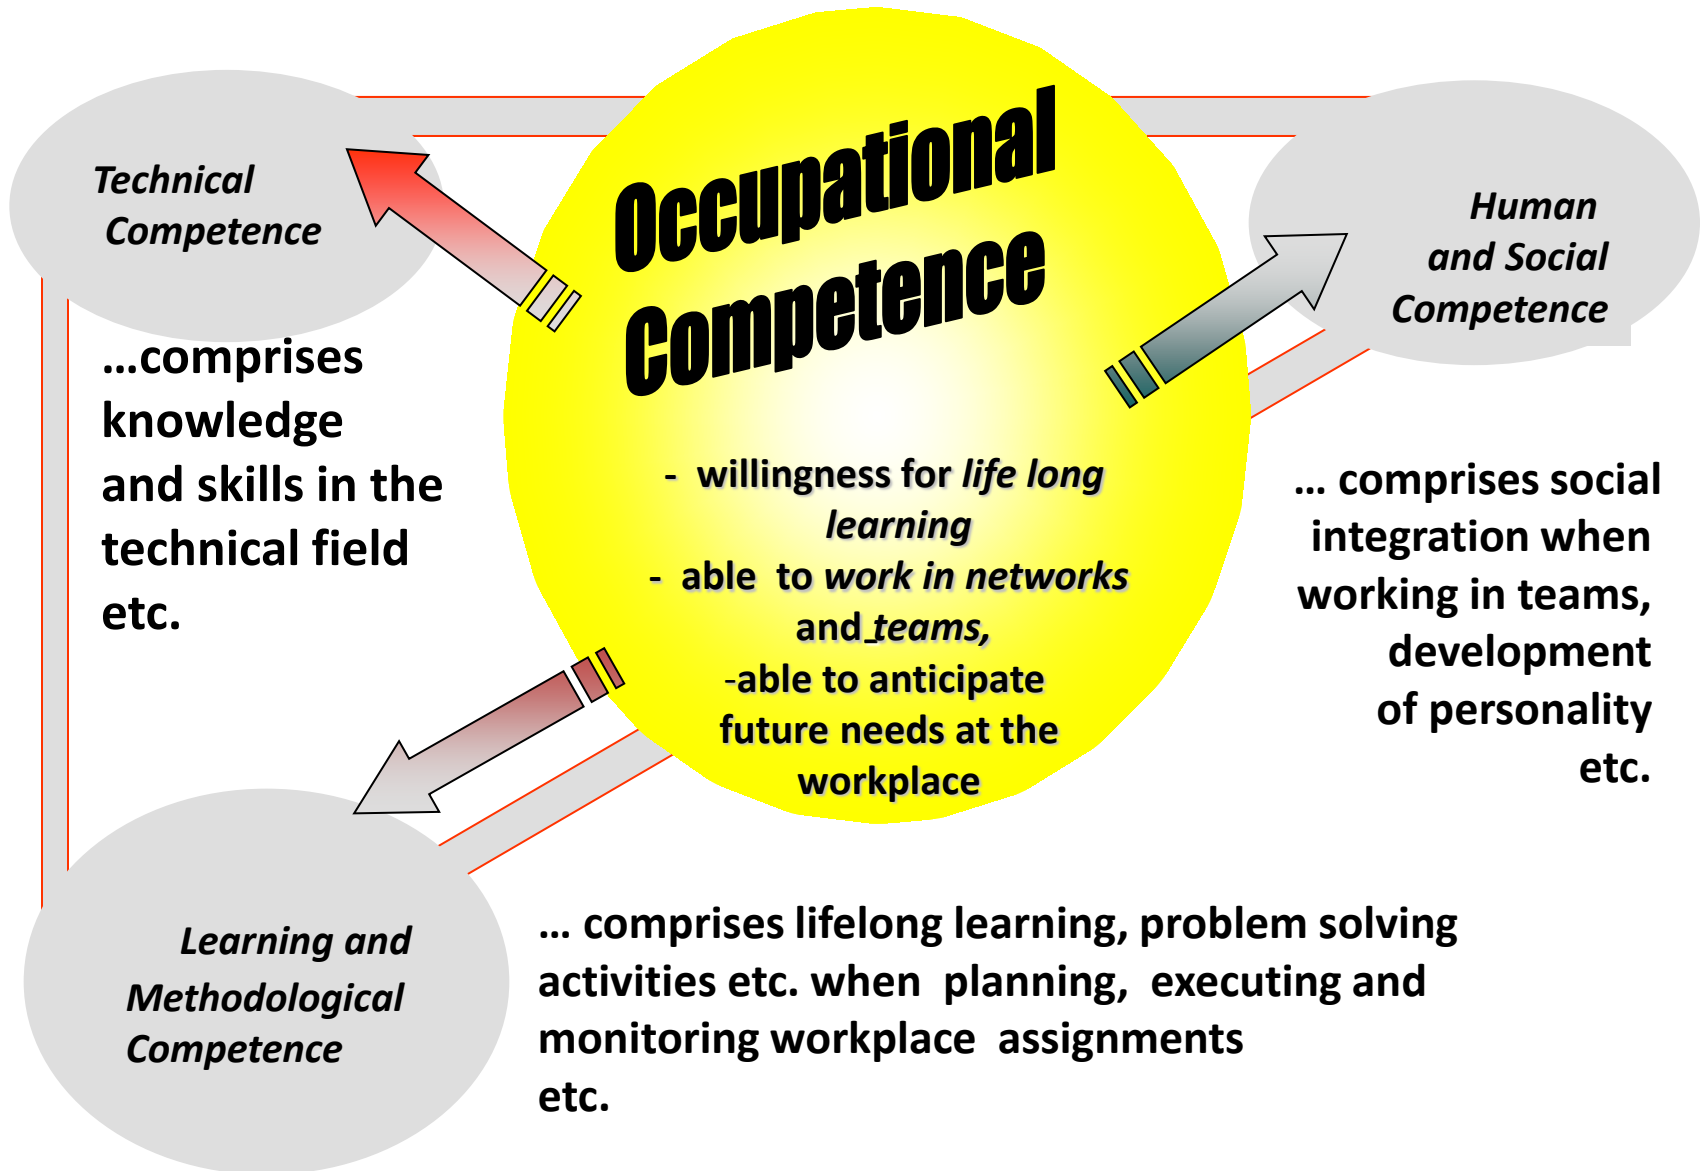 Occupational
Competence
Technical
Competence
…comprises
knowledge
and skills in the
technical field
etc.
- willingness for life long
learning
- able to work in networks
and teams,
-able to anticipate
future needs at the
workplace
Human
and Social
Competence
… comprises social
integration when
working in teams,
development
of personality
etc.
Learning and
Methodological
Competence
… comprises lifelong learning, problem solving
activities etc. when planning, executing and
monitoring workplace assignments
etc.